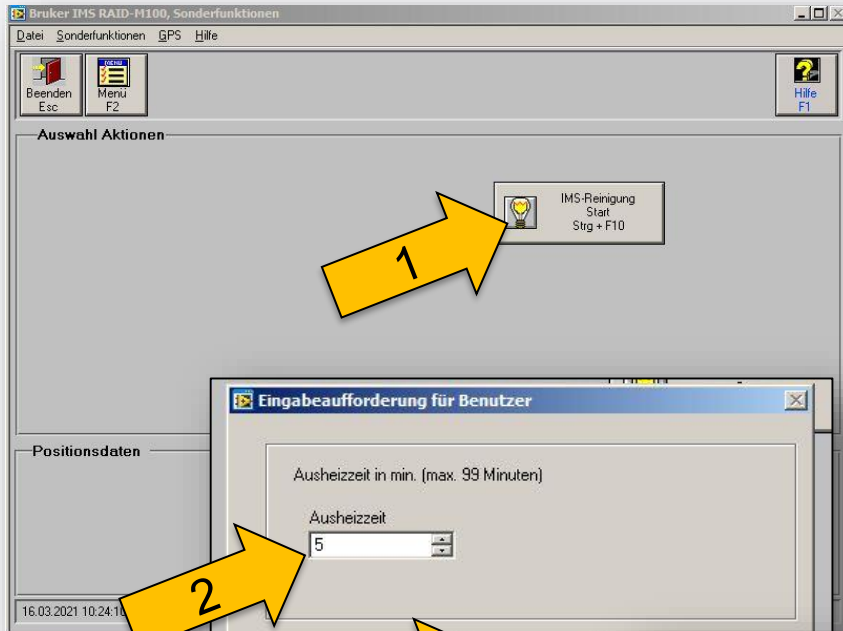 Bruker IMS RAID-M100, Sonderfunktionen
Datei Sonderfunktionen GPS Hilfe
MENU
Beenden
Esc
Menü
F2
Hilfe
F1
Auswahl Aktionen
IMS-Reinigung
Start
Strg + F10
1
Eingabeaufforderung für Benutzer
Positionsdaten
Ausheizzeit in min. (max. 99 Minuten)
Ausheizzeit
5
2
16.03.2021 10:24:16